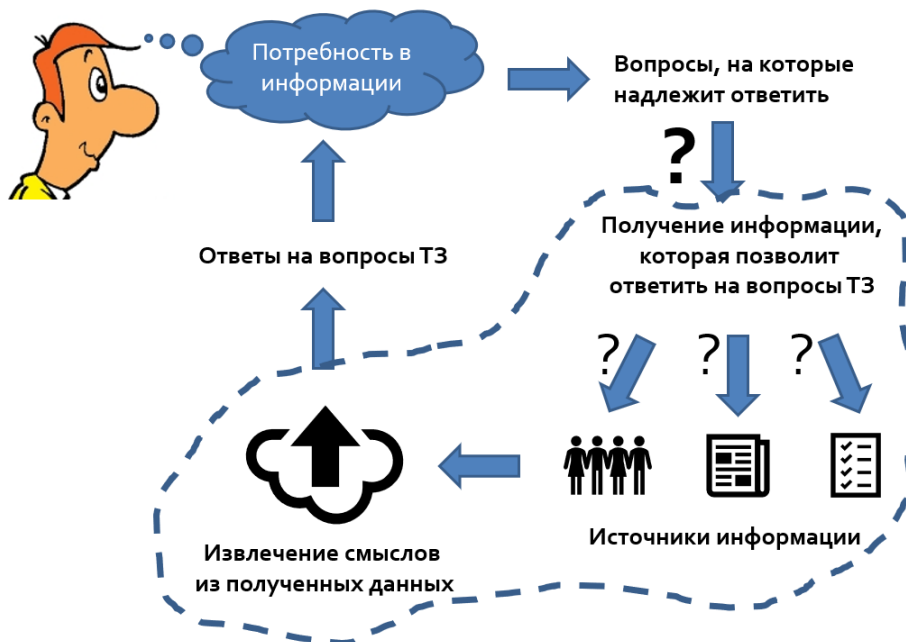 Потребность в
информации
Вопросы, на которые
надлежит ответить
?
Получение информации,
которая позволит
ответить на вопросы ТЗ
? ? ?
Источники информации
Извлечение смыслов
из полученных данных
Ответы на вопросы ТЗ